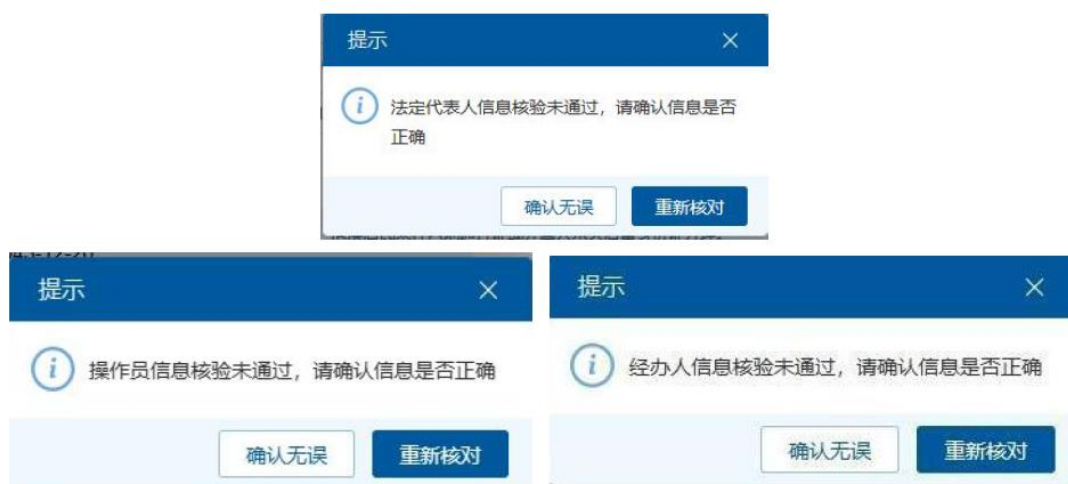 提示
法定代表人信息核验未通过，请确认信息是否
正确
确认无误
重新核对
提示
操作员信息核验未通过，请确认信息是否正确
确认无误
重新核对
提示
经办人信息核验未通过，请确认信息是否正确
确认无误
重新核对